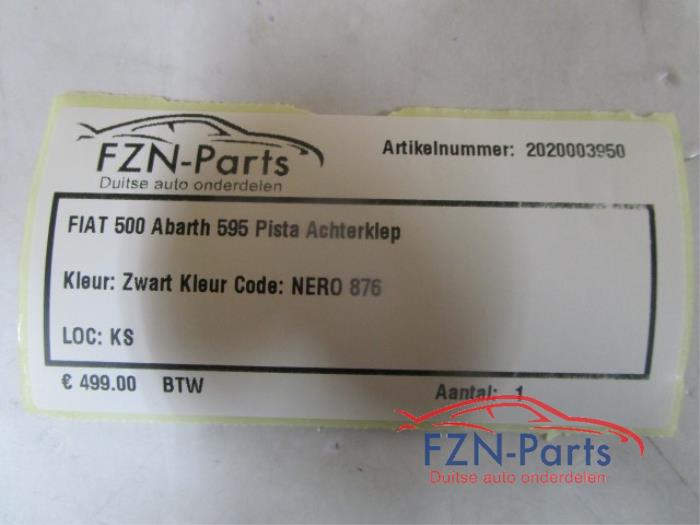 FZN-Parts
Duitse auto onderdelen
Artikelnummer: 2020003950
FIAT 500 Abarth 595 Pista Achterklep
Kleur: Zwart Kleur Code: NERO 876
LOC: KS
€ 499.00 BTW
Aantal: 1
FZN-Parts
Duitse auto onderdelen